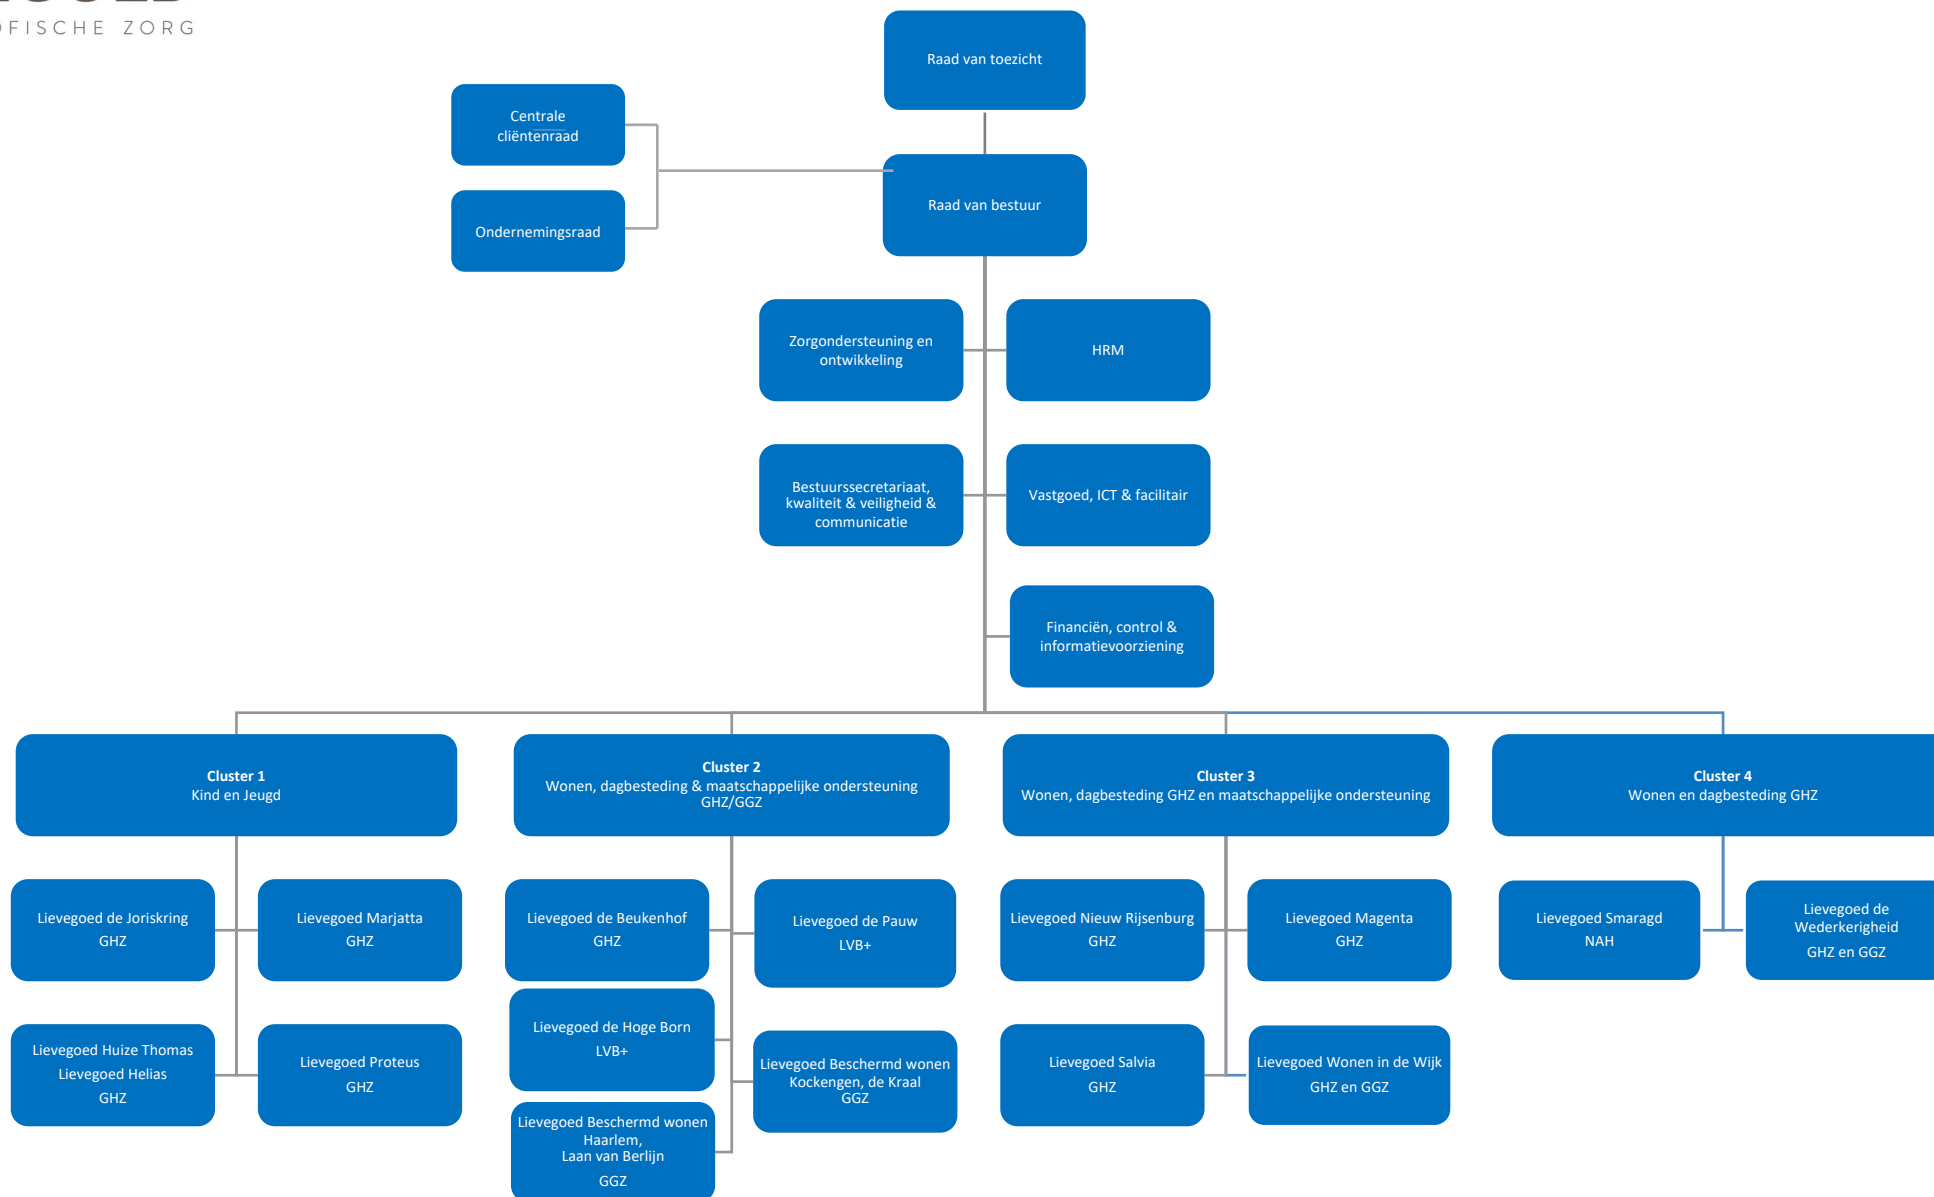 OFISCHE ZORG
Raad van toezicht
Centrale
cliëntenraad
Raad van bestuur
Ondernemingsraad
Zorgondersteuning en
ontwikkeling
HRM
Bestuurssecretariaat,
kwaliteit & veiligheid &
communicatie
Vastgoed, ICT & facilitair
Financiën, control &
informatievoorziening
Cluster 1
Kind en Jeugd
Cluster 2
Wonen, dagbesteding & maatschappelijke ondersteuning
GHZ/GGZ
Cluster 3
Wonen, dagbesteding GHZ en maatschappelijke ondersteuning
Cluster 4
Wonen en dagbesteding GHZ
Lievegoed de Joriskring
GHZ
Lievegoed Marjatta
GHZ
Lievegoed Huize Thomas
Lievegoed Helias
GHZ
Lievegoed Proteus
GHZ
Lievegoed de Beukenhof
GHZ
Lievegoed de Pauw
LVB+
Lievegoed de Hoge Born
LVB+
Lievegoed Beschermd wonen
Kockengen, de Kraal
GGZ
Lievegoed Beschermd wonen
Haarlem,
Laan van Berlijn
GGZ
Lievegoed Nieuw Rijsenburg
GHZ
Lievegoed Magenta
GHZ
Lievegoed Salvia
GHZ
Lievegoed Wonen in de Wijk
GHZ en GGZ
Lievegoed Smaragd
NAH
Lievegoed de
Wederkerigheid
GHZ en GGZ